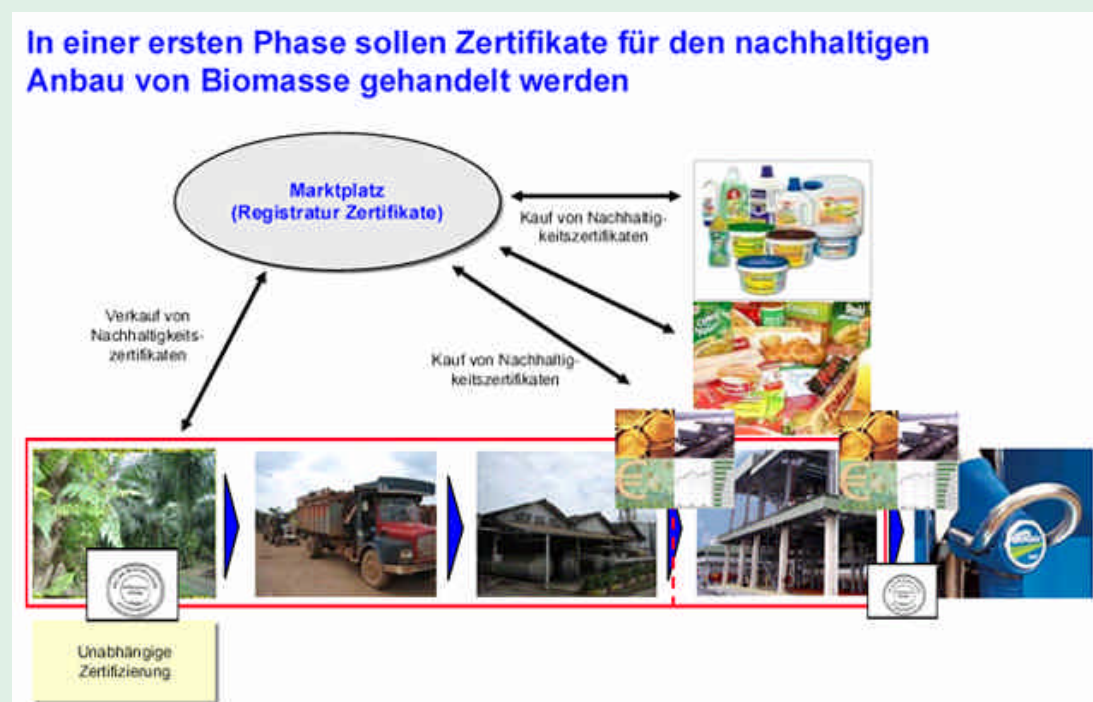 In einer ersten Phase sollen Zertifikate für den nachhaltigen
Anbau von Biomasse gehandelt werden
Marktplatz
(Registratur Zertifikate)
Kauf von Nachhaltig-
keitszertifikaten
Verkauf von
Nachhaltigkeits-
zertifikaten
Kauf von Nachhaltig-
keitszertifikaten
Unabhängige
Zertifizierung